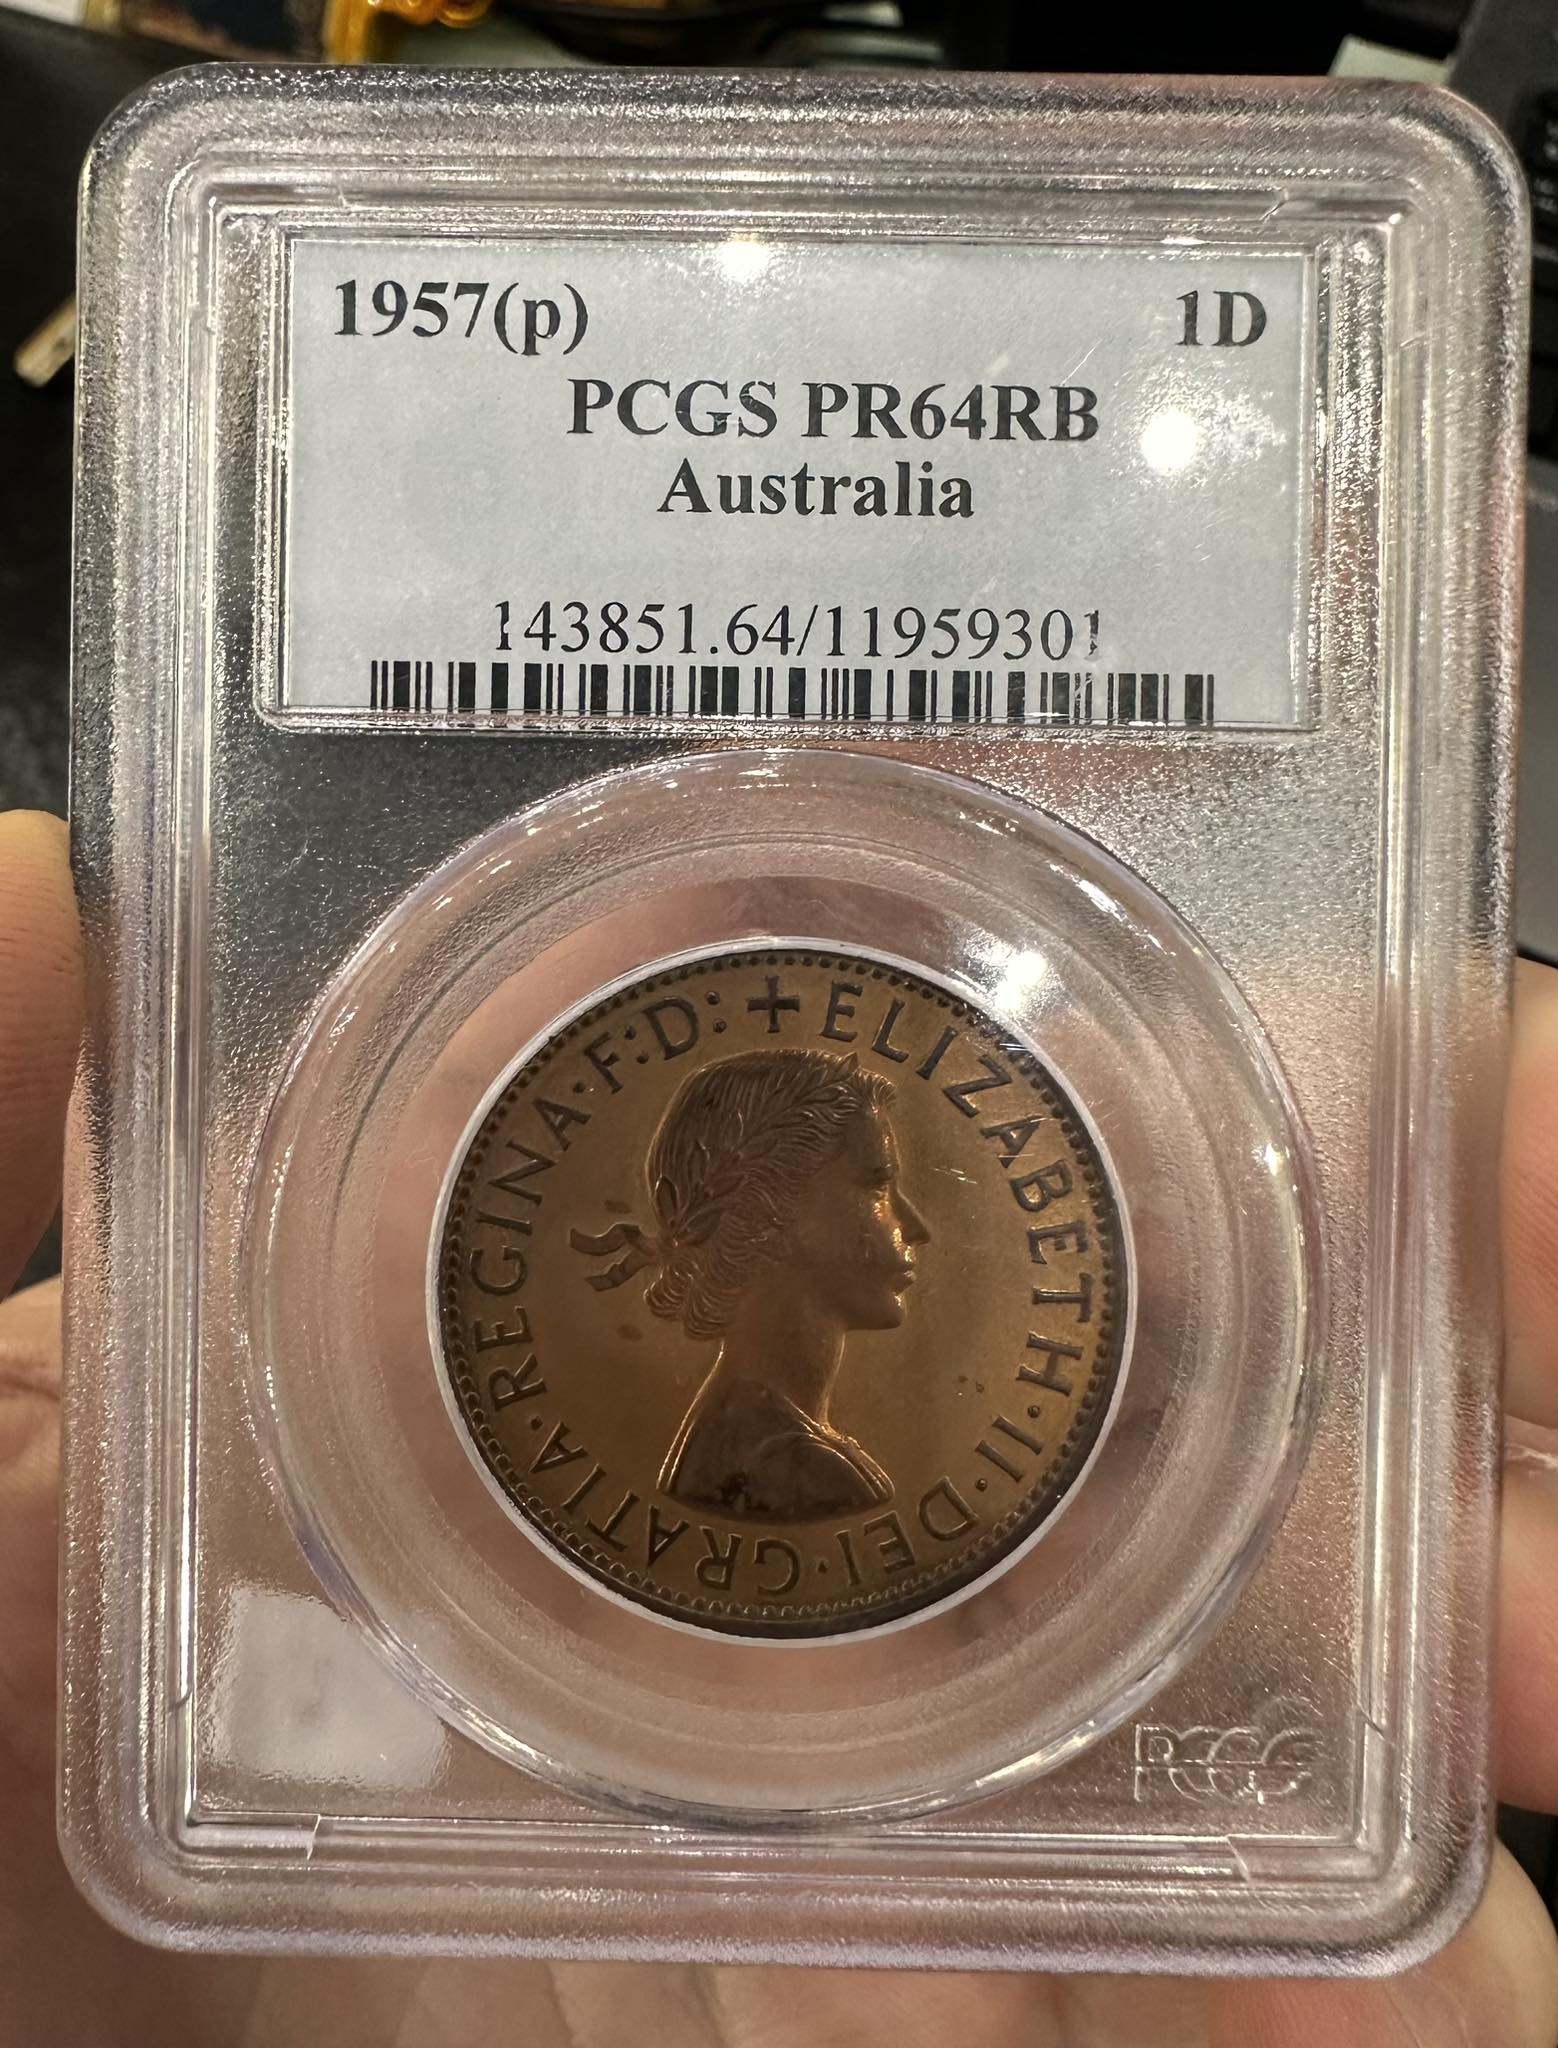 1957(p) 1D
PCGS PR64RB
Australia
143851.64/11959301
+ELIZABETH·II·DEI·GRATIA·REGINA·F:D:
PCGS